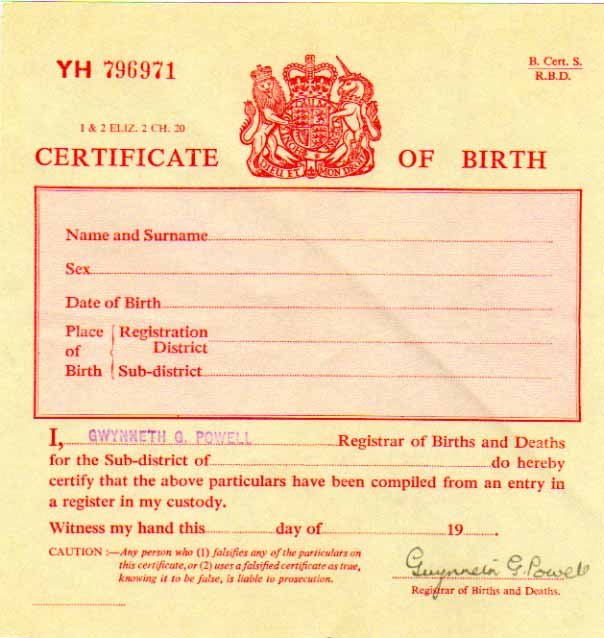 YH 796971
B. Cert. S.
R.B.D.
1 & 2 ELIZ. 2 CH. 20
CERTIFICATE OF BIRTH
DIEU ET MON DROIT
Name and Surname
Sex
Date of Birth
Place of Birth
Registration District
Sub-district
I, GWYNNETH G. POWELL Registrar of Births and Deaths
for the Sub-district of do hereby
certify that the above particulars have been compiled from an entry in
a register in my custody.
Witness my hand this day of 19
CAUTION :—Any person who (1) falsifies any of the particulars on
this certificate, or (2) uses a falsified certificate as true,
knowing it to be false, is liable to prosecution.
Gwynneth G. Powell
Registrar of Births and Deaths.